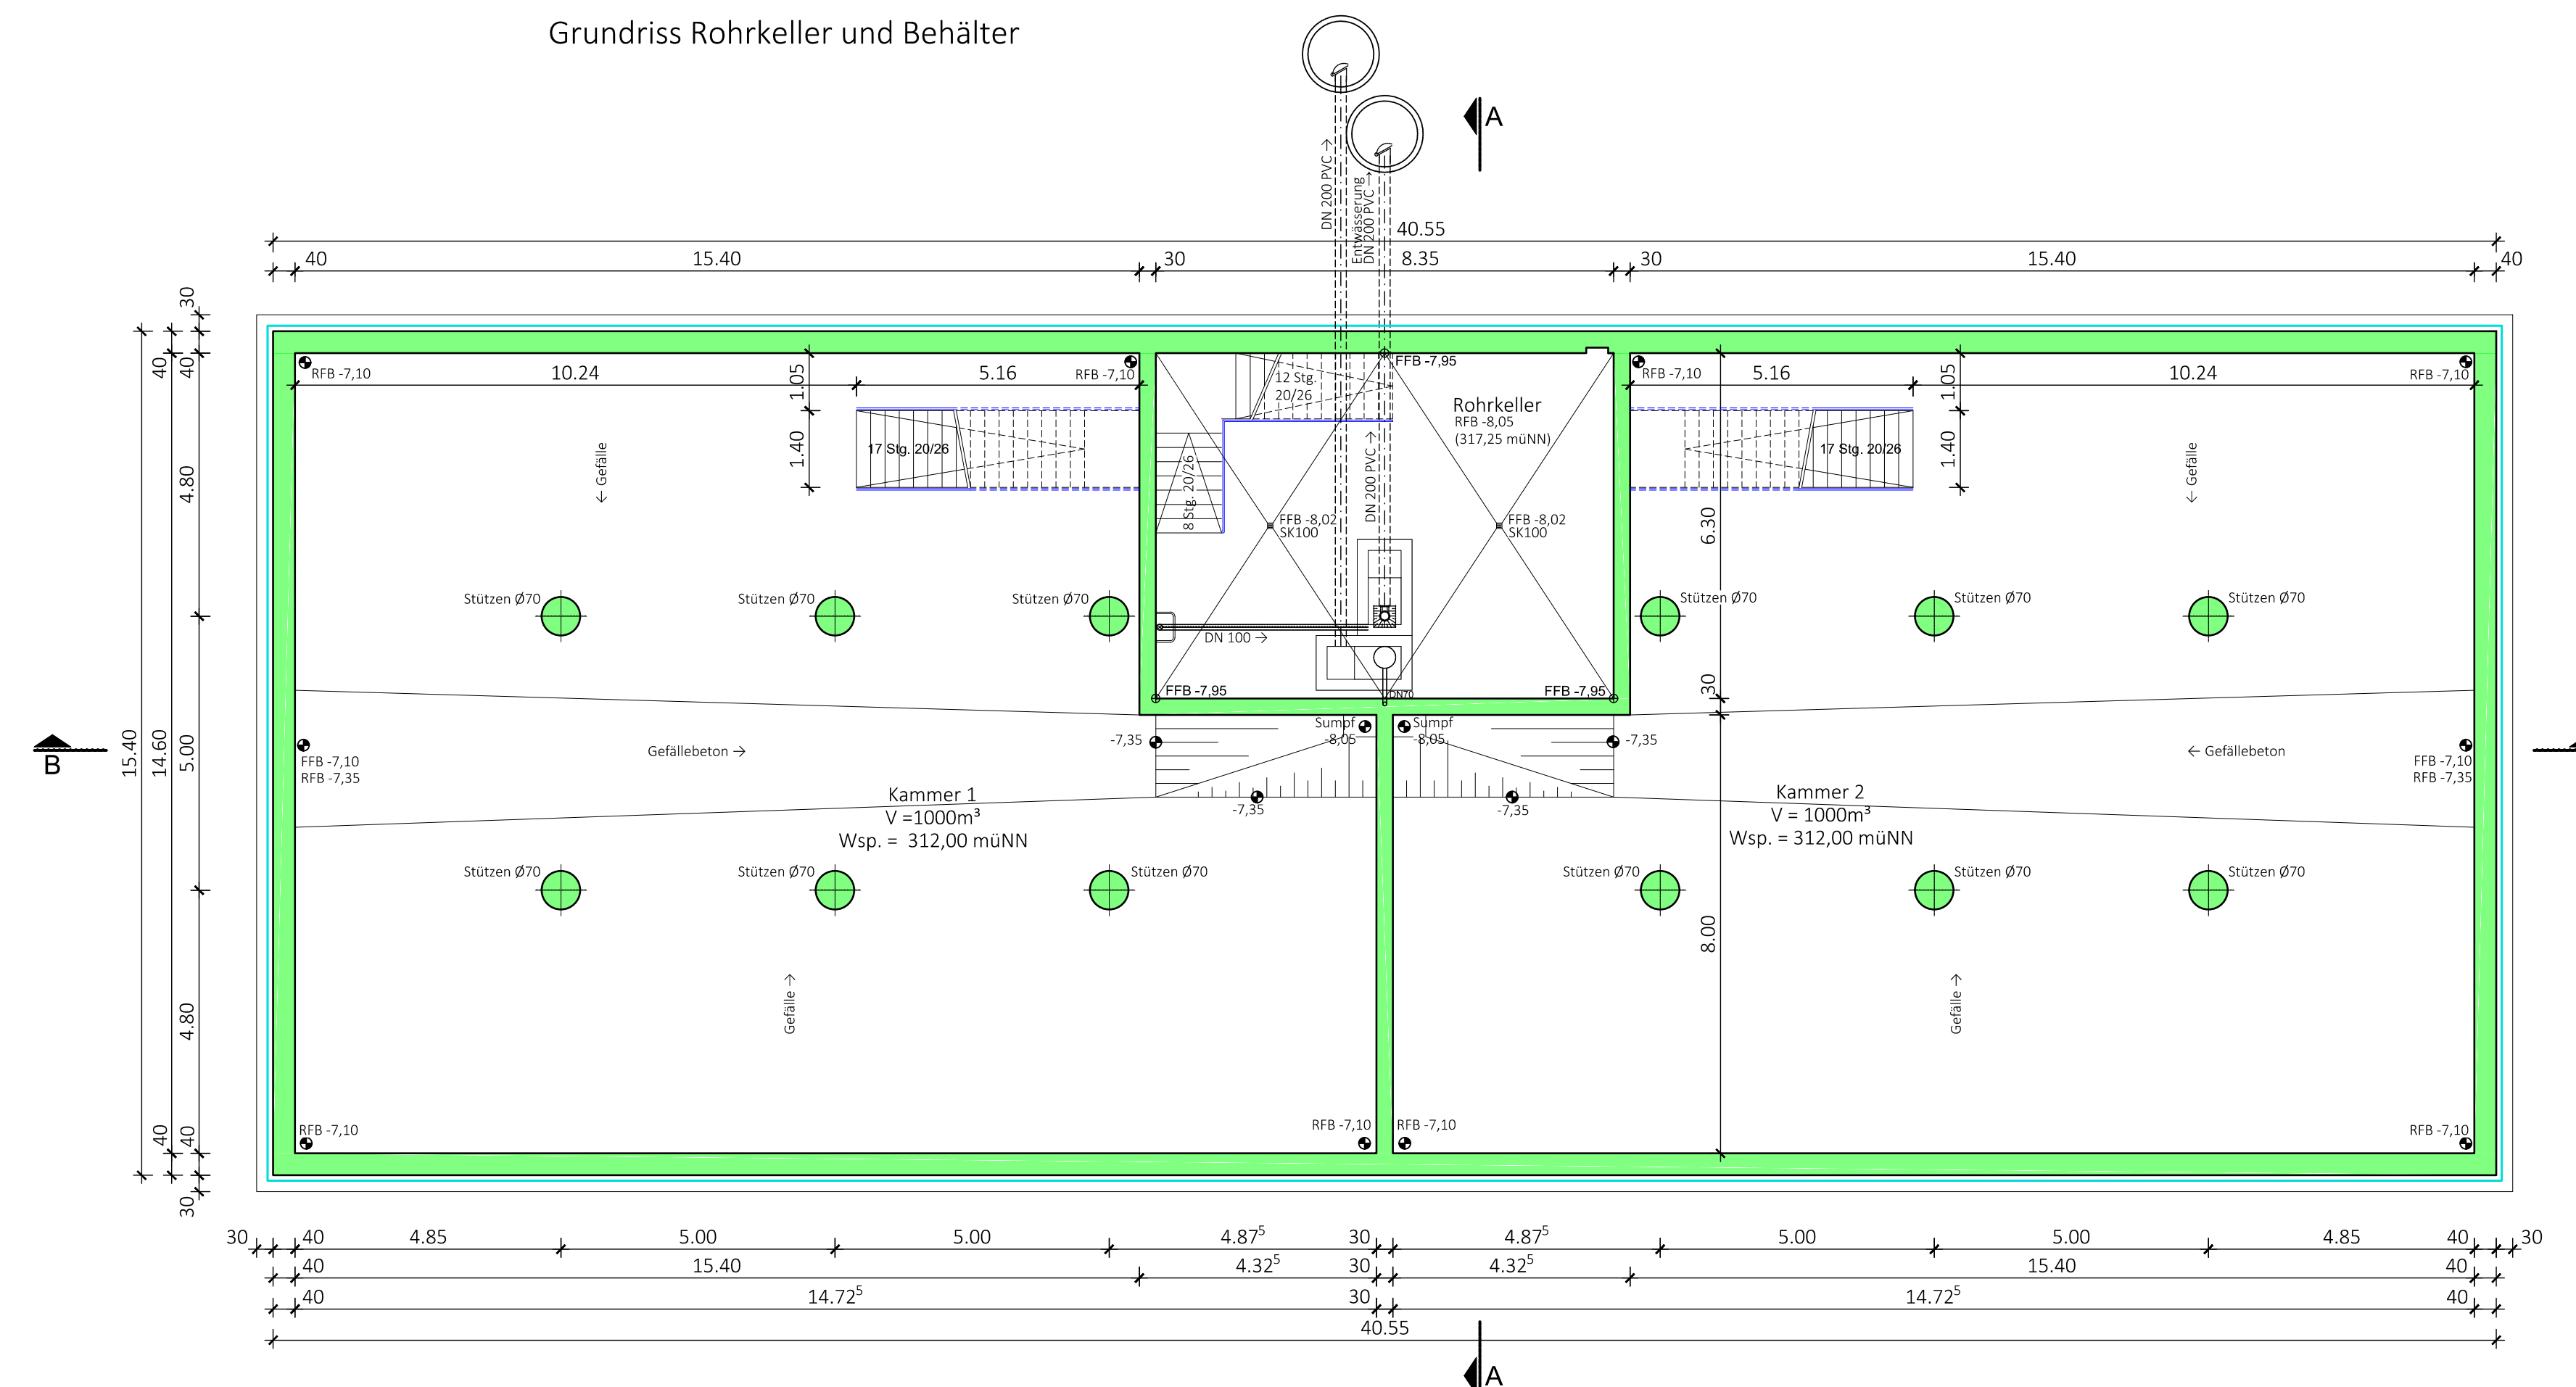 Grundriss Rohrkeller und Behälter
A
DN 200 PVC →
Entwässerung
DN 200 PVC →
40.55
40
15.40
30
8.35
30
15.40
40
30
40
40
RFB -7,10
10.24
5.16
RFB -7,10
1.05
1.40
17 Stg. 20/26
← Gefälle
12 Stg.
20/26
8 Stg. 20/26
FFB -7,95
Rohrkeller
RFB -8,05
(317,25 müNN)
DN 200 PVC →
FFB -8,02
SK100
FFB -8,02
SK100
RFB -7,10
5.16
10.24
RFB -7,10
1.05
1.40
17 Stg. 20/26
← Gefälle
6.30
4.80
Stützen Ø70
Stützen Ø70
Stützen Ø70
DN 100 →
Stützen Ø70
Stützen Ø70
Stützen Ø70
FFB -7,95
DN70
FFB -7,95
30
B
15.40
14.60
5.00
FFB -7,10
RFB -7,35
Gefällebeton →
-7,35
Sumpf
-8,05
Sumpf
-8,05
-7,35
← Gefällebeton
FFB -7,10
RFB -7,35
Kammer 1
V =1000m³
Wsp. = 312,00 müNN
-7,35
-7,35
Kammer 2
V = 1000m³
Wsp. = 312,00 müNN
Stützen Ø70
Stützen Ø70
Stützen Ø70
Stützen Ø70
Stützen Ø70
Stützen Ø70
8.00
4.80
Gefälle →
Gefälle →
RFB -7,10
RFB -7,10
RFB -7,10
RFB -7,10
40
40
30
30
40
4.85
5.00
5.00
4.87⁵
30
4.87⁵
5.00
5.00
4.85
40
30
40
15.40
4.32⁵
30
4.32⁵
15.40
40
40
14.72⁵
30
14.72⁵
40
40.55
A